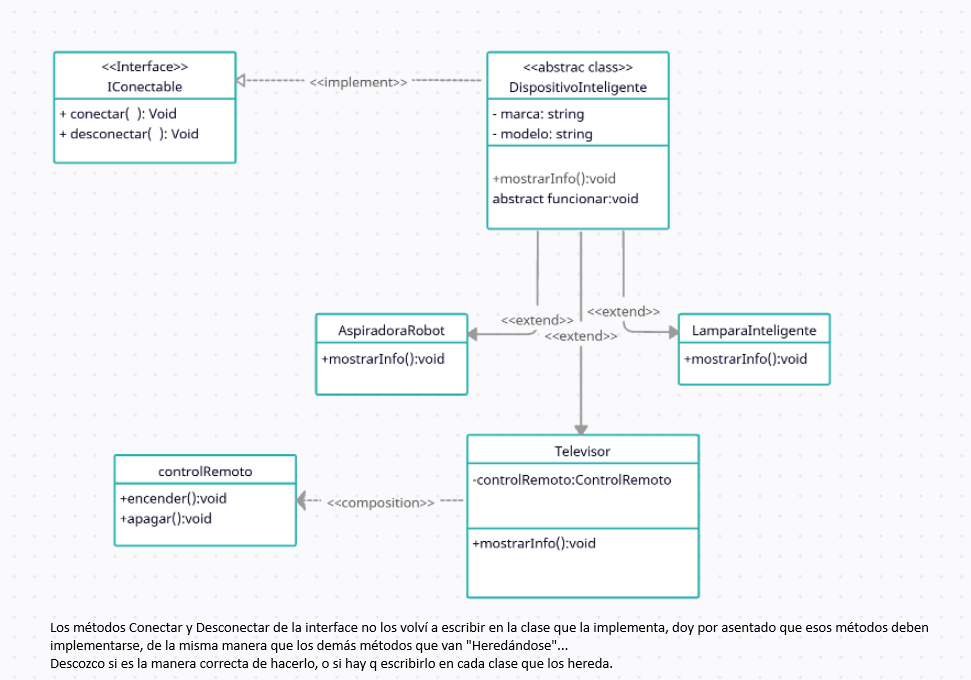 <<Interface>>
IConectable
+ conectar(  ): Void
+ desconectar(  ): Void
<<implement>>
<<abstrac class>>
DispositivoInteligente
- marca: string
- modelo: string
+mostrarInfo():void
abstract funcionar:void
<<extend>>
<<extend>>
<<extend>>
AspiradoraRobot
+mostrarInfo():void
LamparaInteligente
+mostrarInfo():void
Televisor
-controlRemoto:ControlRemoto
+mostrarInfo():void
<<composition>>
controlRemoto
+encender():void
+apagar():void
Los métodos Conectar y Desconectar de la interface no los volví a escribir en la clase que la implementa, doy por asentado que esos métodos deben
implementarse, de la misma manera que los demás métodos que van "Heredándose"...
Descozco si es la manera correcta de hacerlo, o si hay q escribirlo en cada clase que los hereda.